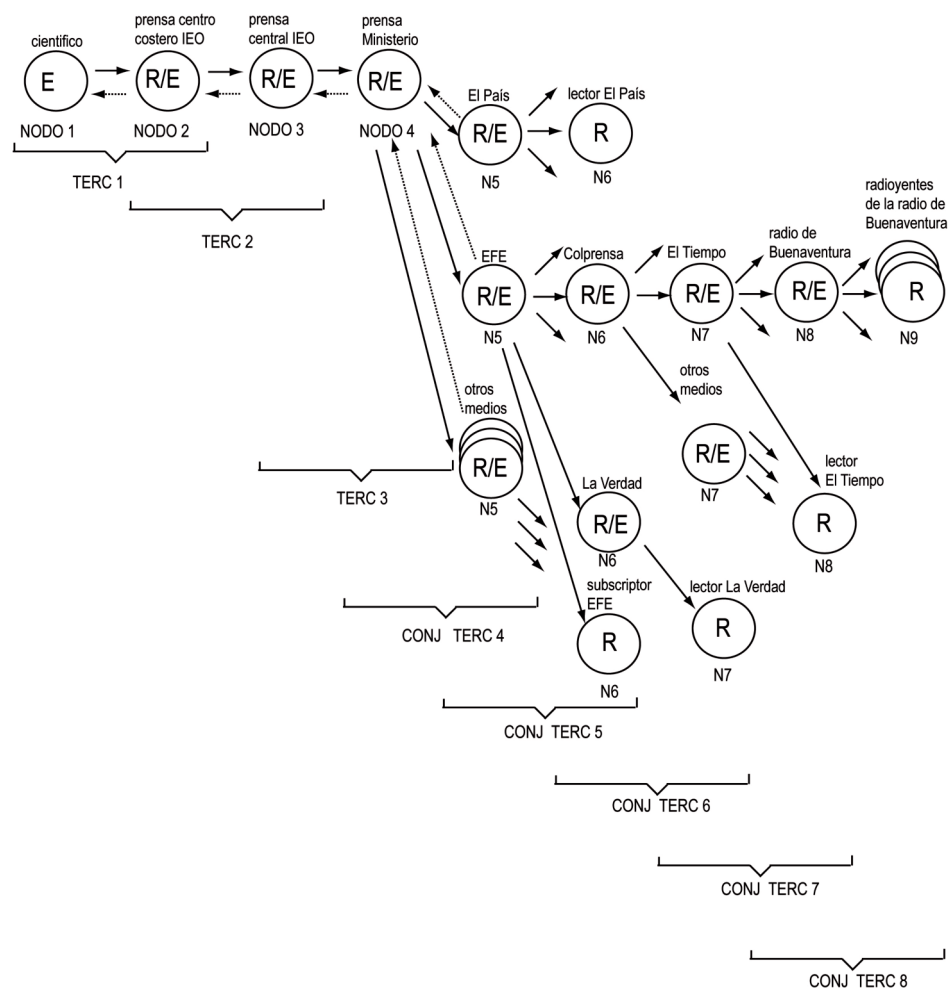 cientifico
E
NODO 1
prensa centro
costero IEO
R/E
NODO 2
prensa
central IEO
R/E
NODO 3
prensa
Ministerio
R/E
NODO 4
TERC 1
TERC 2
El País
R/E
N5
lector El País
R
N6
EFE
R/E
N5
Colprensa
R/E
N6
El Tiempo
R/E
N7
radio de
Buenaventura
R/E
N8
radioyentes
de la radio de
Buenaventura
R
N9
otros
medios
R/E
N5
TERC 3
otros
medios
R/E
N7
lector
El Tiempo
R
N8
La Verdad
R/E
N6
subscriptor
EFE
R
N6
lector La Verdad
R
N7
CONJ TERC 4
CONJ TERC 5
CONJ TERC 6
CONJ TERC 7
CONJ TERC 8